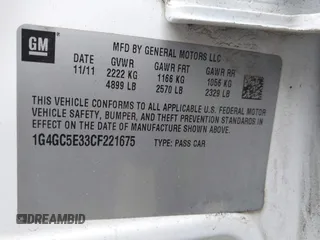 GM
MFD BY GENERAL MOTORS LLC
DATE GVWR GAWR FRT GAWR RR
11/11 2222 KG 1166 KG 1056 KG
4899 LB 2570 LB 2329 LB
THIS VEHICLE CONFORMS TO ALL APPLICABLE U.S. FEDERAL MOTOR
VEHICLE SAFETY, BUMPER, AND THEFT PREVENTION STANDARDS
IN EFFECT ON THE DATE OF MANUFACTURE SHOWN ABOVE.
1G4GC5E33CF221675 TYPE: PASS CAR
DREAMBID